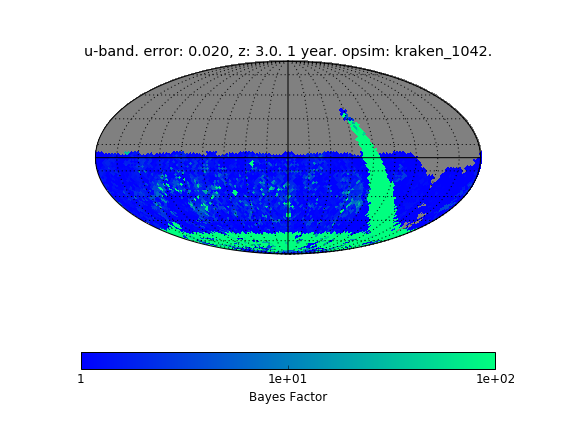 u-band. error: 0.020, z: 3.0. 1 year. opsim: kraken_1042.
1 1e+01 1e+02
Bayes Factor